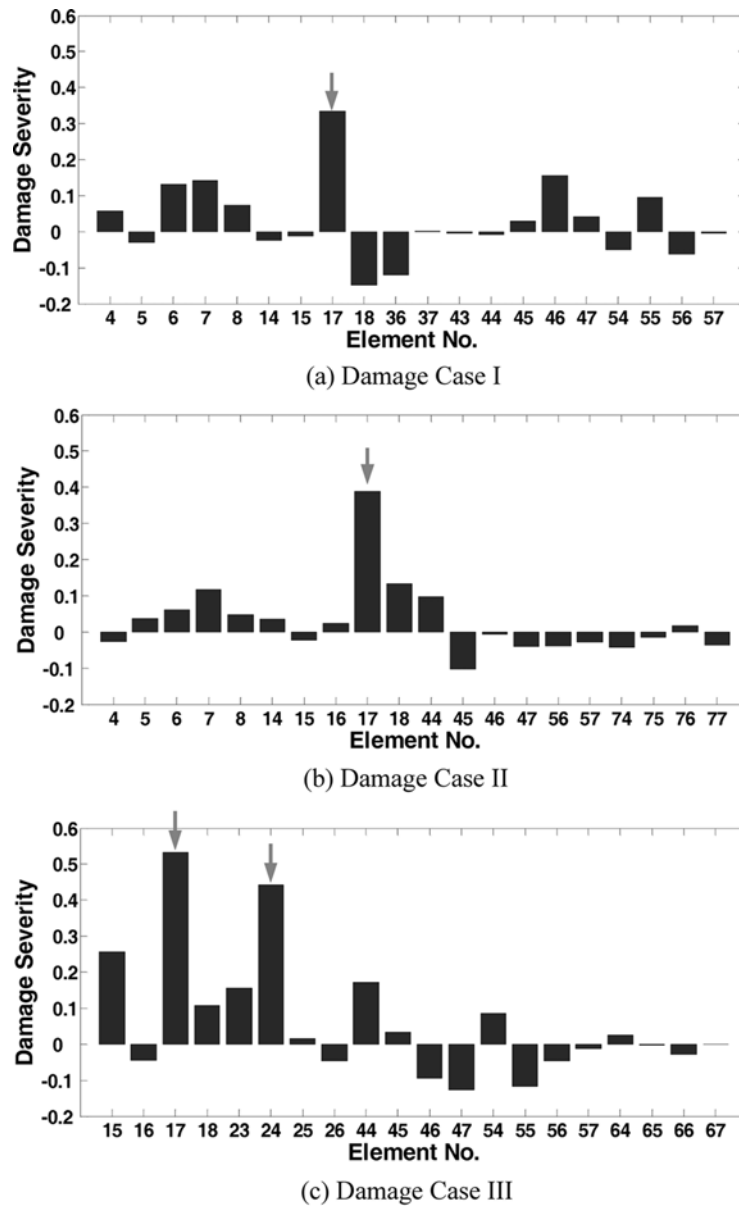 0.6
0.5
0.4
0.3
0.2
0.1
0
-0.1
-0.2
Damage Severity
4 5 6 7 8 14 15 17 18 36 37 43 44 45 46 47 54 55 56 57
Element No.
(a) Damage Case I
0.6
0.5
0.4
0.3
0.2
0.1
0
-0.1
-0.2
Damage Severity
4 5 6 7 8 14 15 16 17 18 44 45 46 47 56 57 74 75 76 77
Element No.
(b) Damage Case II
0.6
0.5
0.4
0.3
0.2
0.1
0
-0.1
-0.2
Damage Severity
15 16 17 18 23 24 25 26 44 45 46 47 54 55 56 57 64 65 66 67
Element No.
(c) Damage Case III